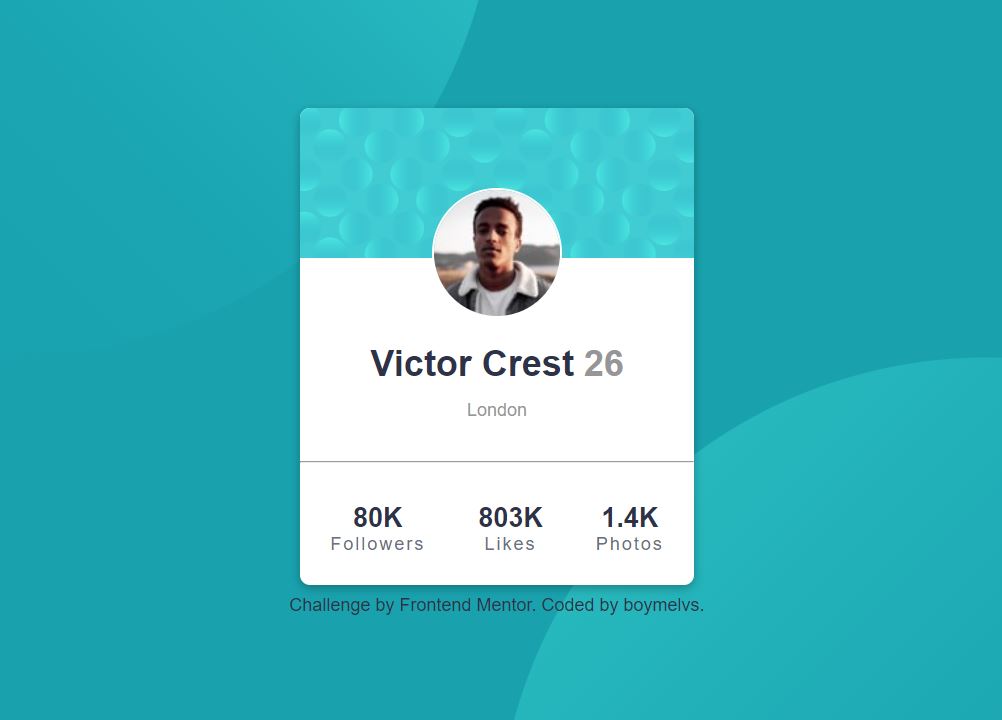 Victor Crest 26
London
80K 803K 1.4K
Followers Likes Photos
Challenge by Frontend Mentor. Coded by boymelvs.